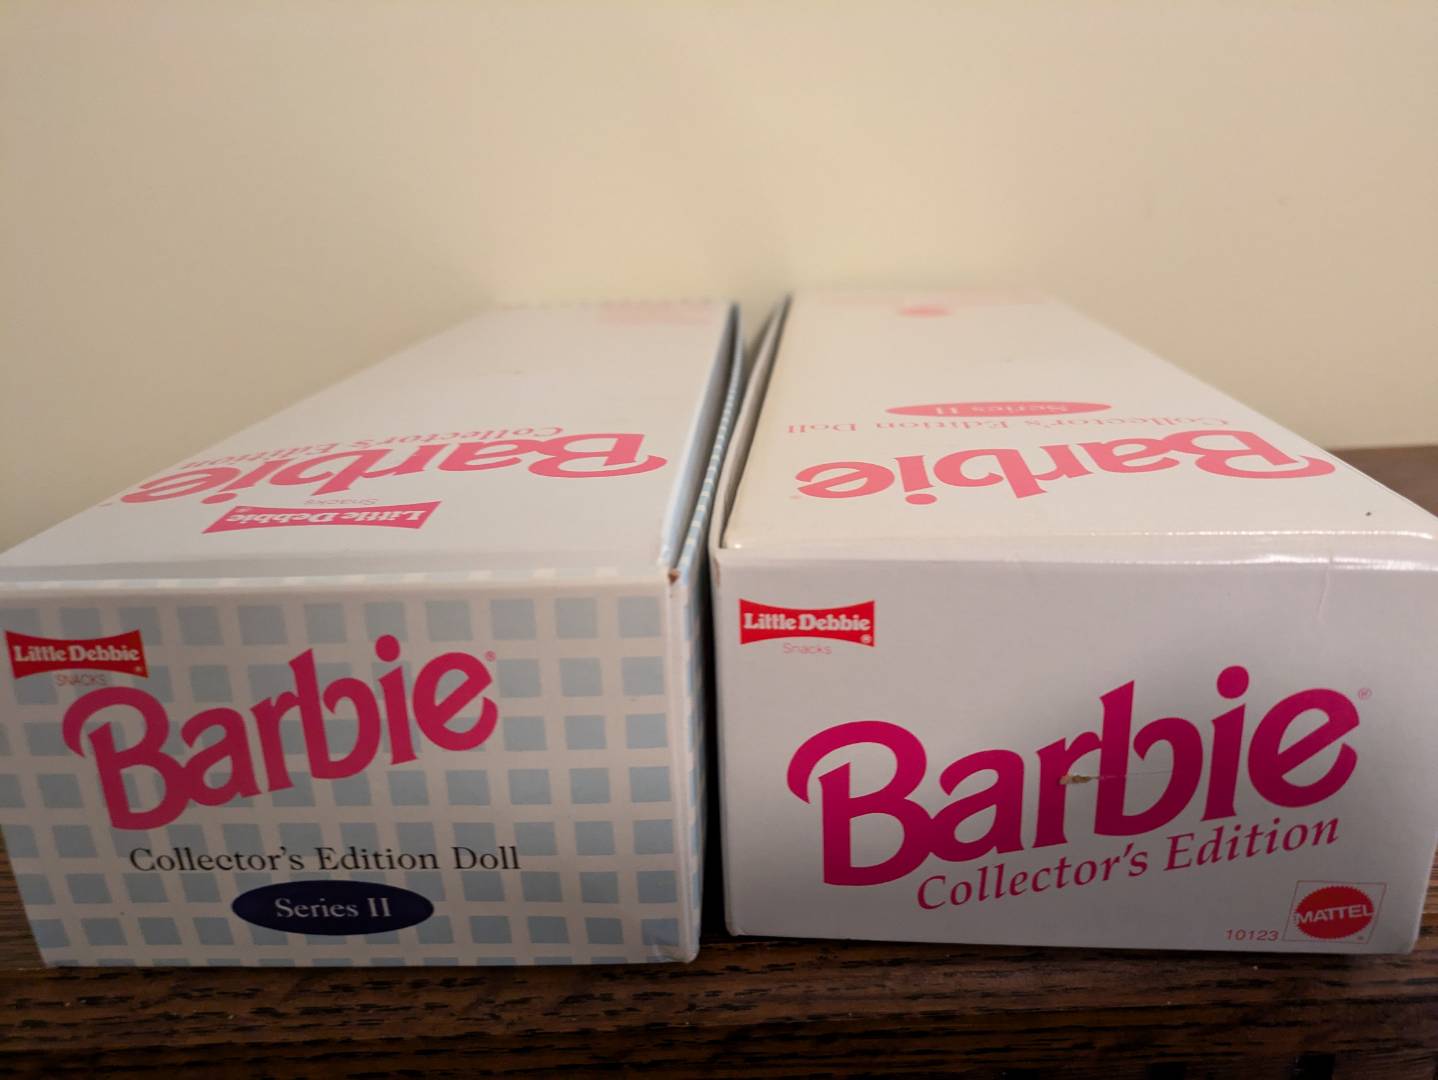 Barbie
Collector's Edition
Little Debbie
Snacks
Series II
Collector's Edition Doll
Barbie
Little Debbie®
SNACKS
Barbie®
Collector's Edition Doll
Series II
Little Debbie®
Snacks
Barbie®
Collector's Edition
MATTEL
10123